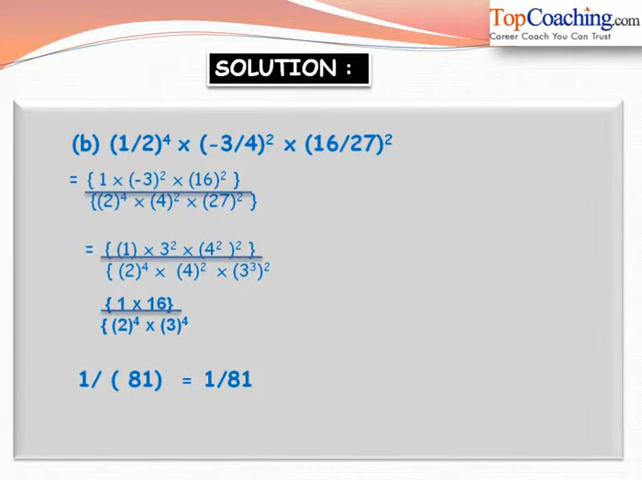 TopCoaching.com
Career Coach You Can Trust
SOLUTION :
(b) (1/2)⁴ x (-3/4)² x (16/27)²
= { 1 x (-3)² x (16)² }
{(2)⁴ x (4)² x (27)² }
= { (1) x 3² x (4² )² }
{ (2)⁴ x (4)² x (3³)²
{ 1 x 16}
{ (2)⁴ x (3)⁴
1/ ( 81) = 1/81